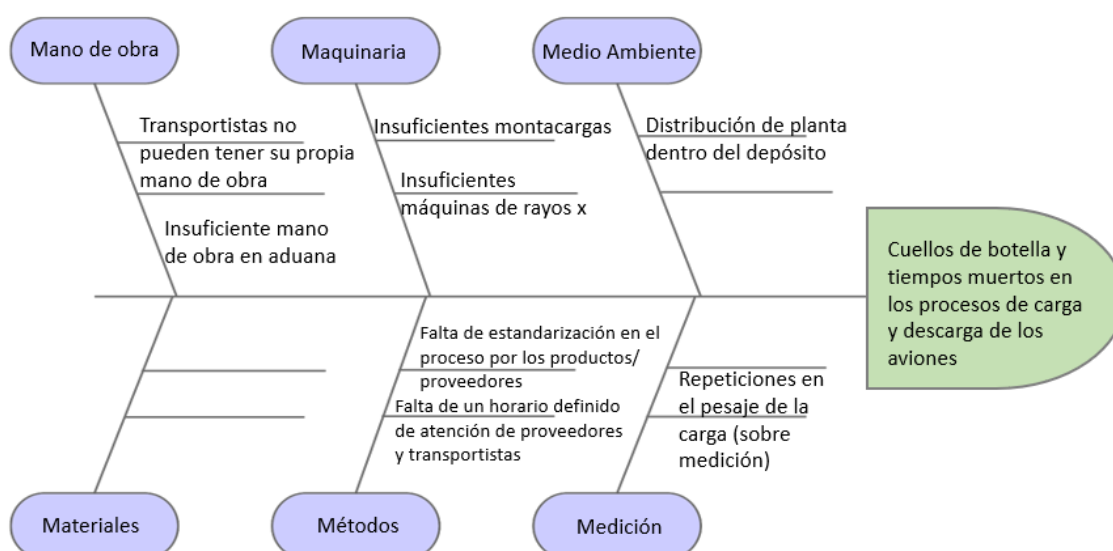 Mano de obra
Maquinaria
Medio Ambiente
Transportistas no
pueden tener su propia
mano de obra
Insuficiente mano
de obra en aduana
Insuficientes montacargas
Insuficientes
máquinas de rayos x
Distribución de planta
dentro del depósito
Cuellos de botella y
tiempos muertos en
los procesos de carga
y descarga de los
aviones
Falta de estandarización en el
proceso por los productos/
proveedores
Falta de un horario definido
de atención de proveedores
y transportistas
Repeticiones en
el pesaje de la
carga (sobre
medición)
Materiales
Métodos
Medición